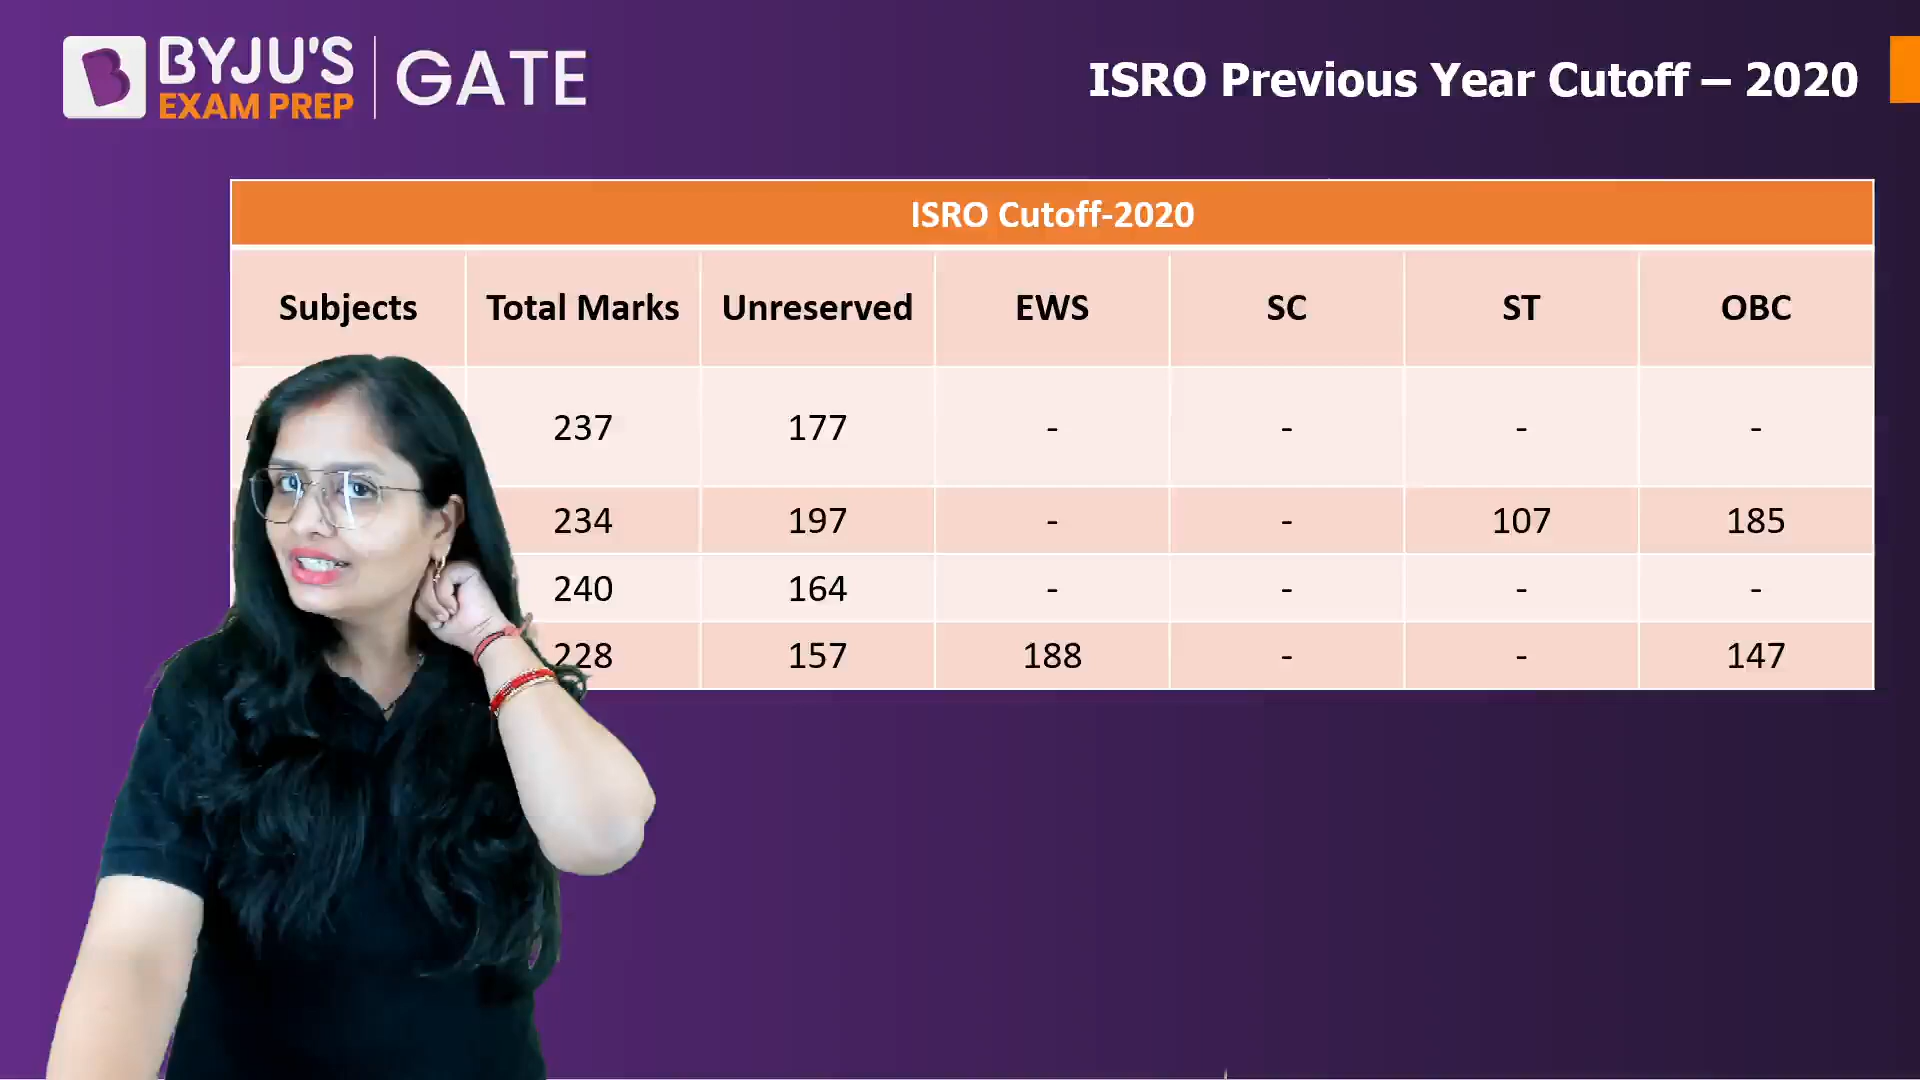 BYJU'S
EXAM PREP
GATE
ISRO Previous Year Cutoff – 2020
ISRO Cutoff-2020
Subjects Total Marks Unreserved EWS SC ST OBC
237 177 - - - -
234 197 - - 107 185
240 164 - - - -
228 157 188 - - 147